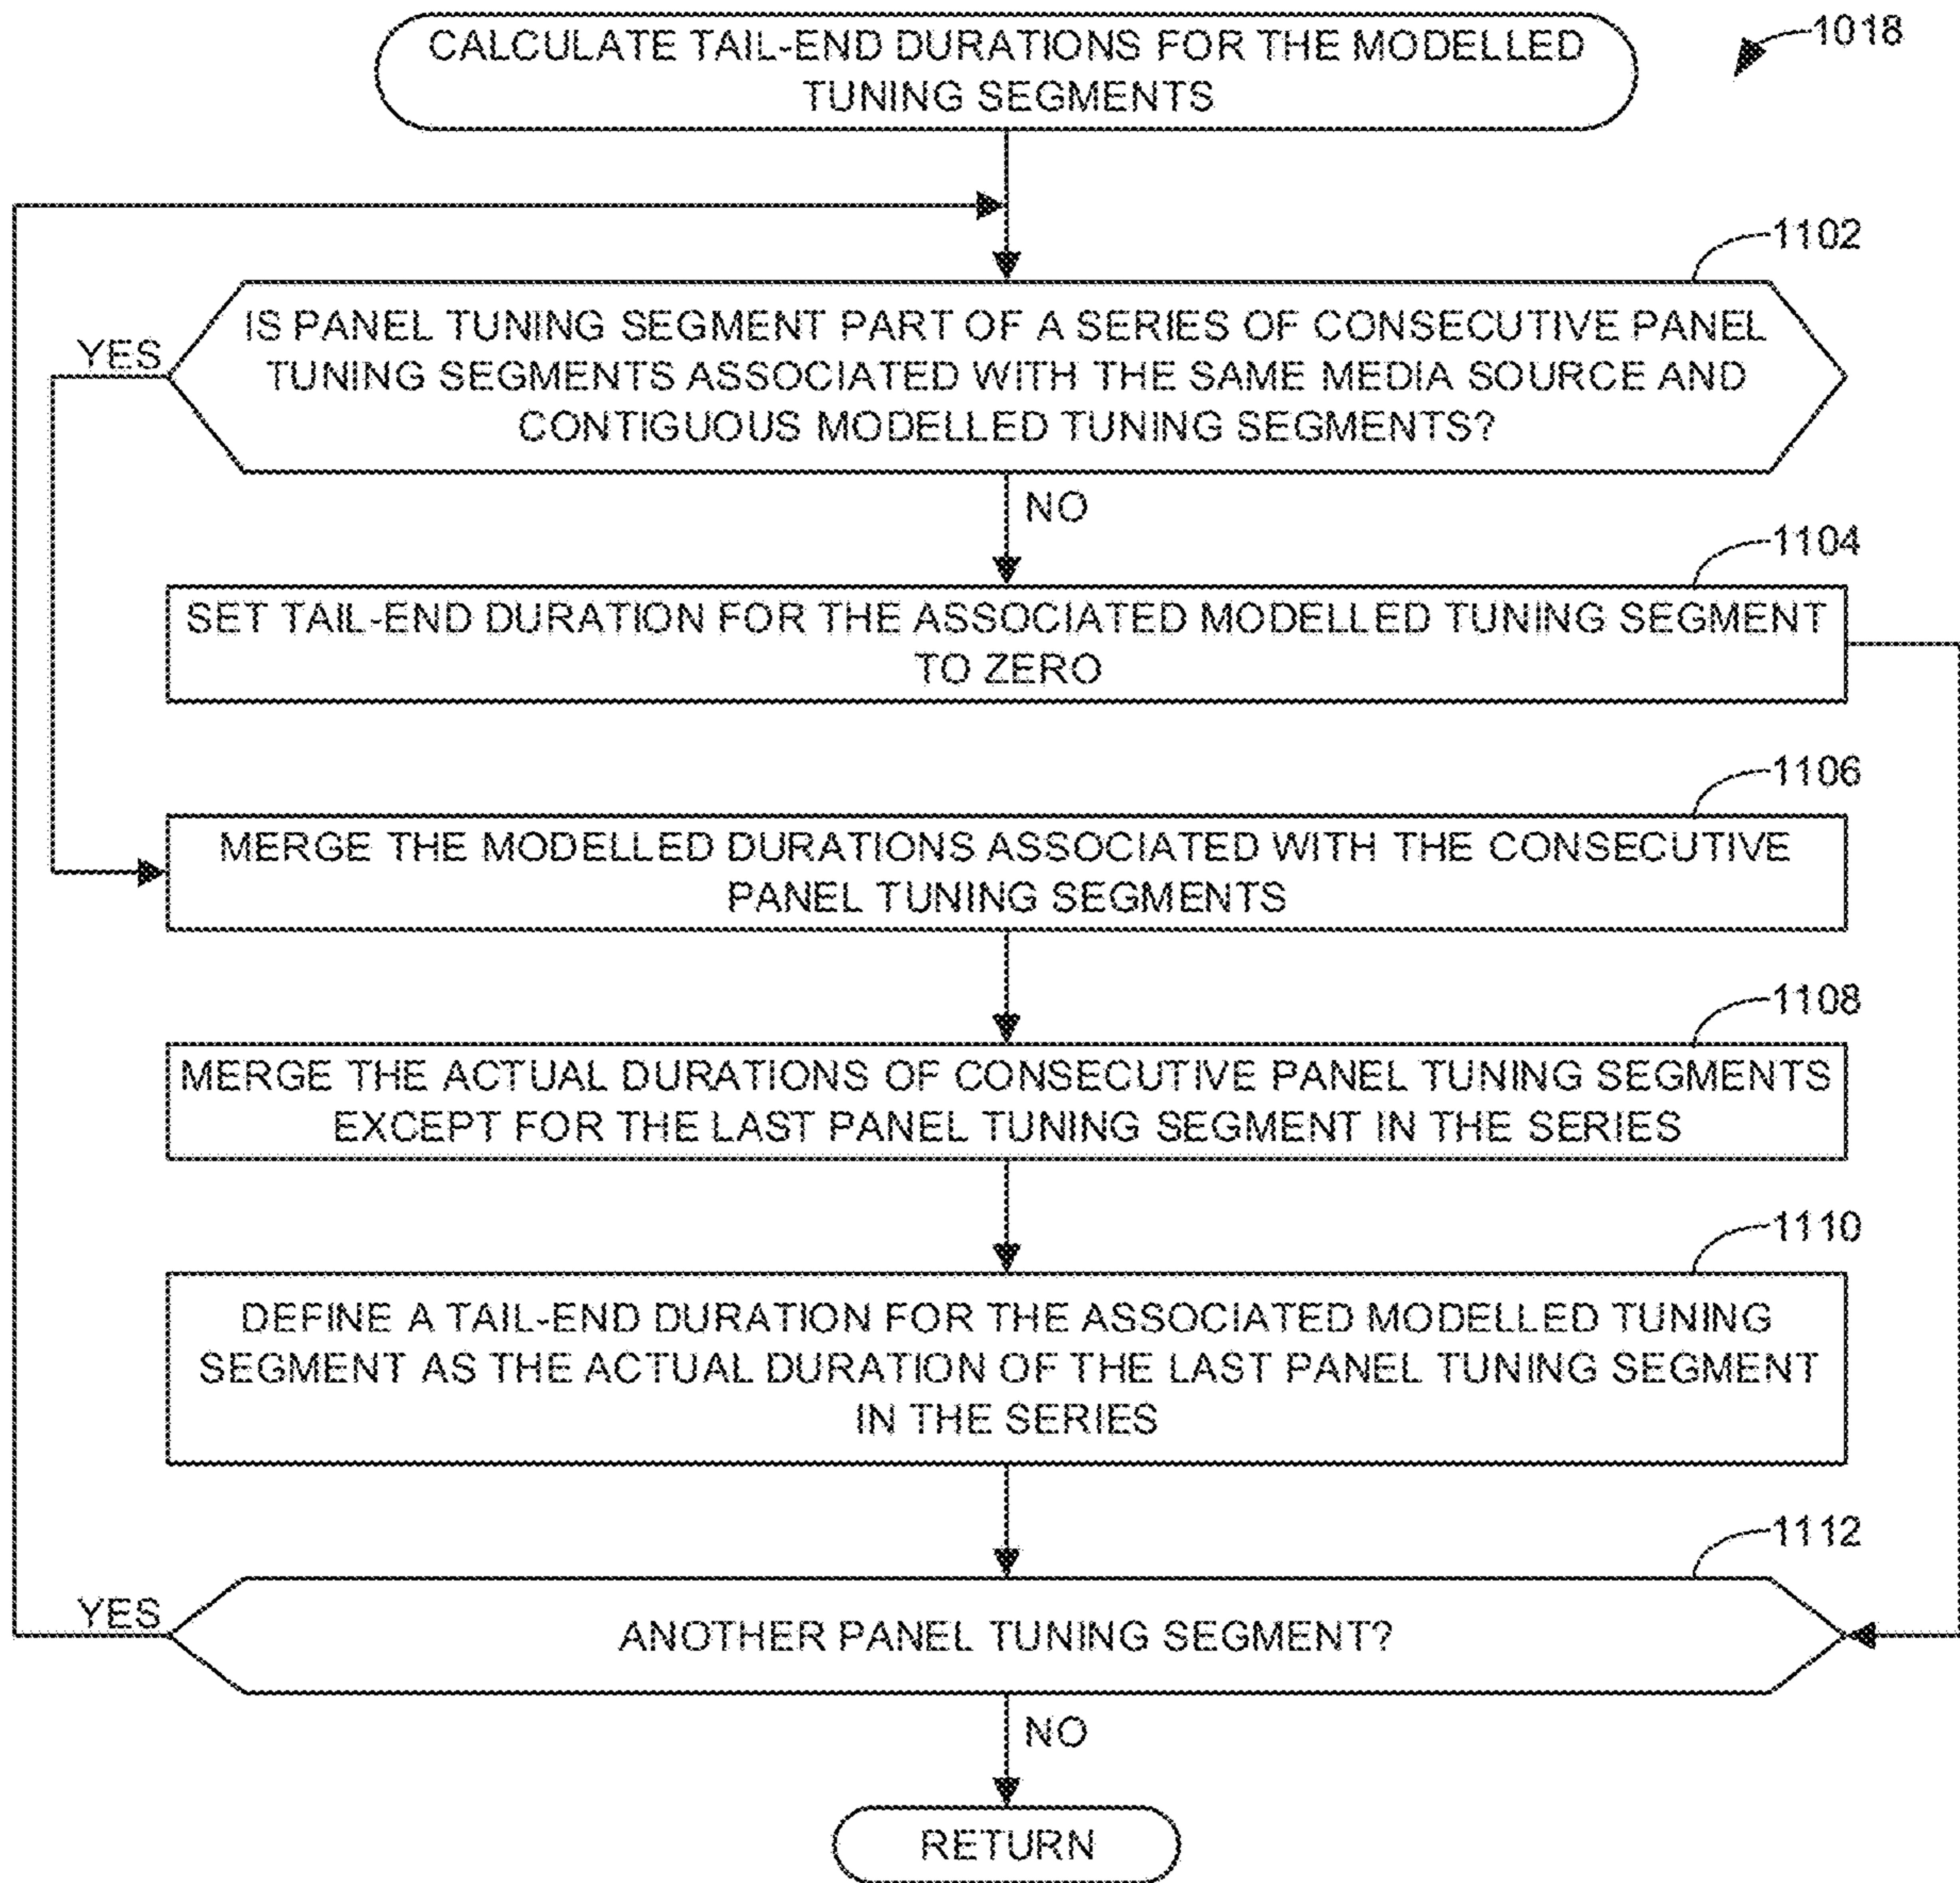 CALCULATE TAIL-END DURATIONS FOR THE MODELLED
TUNING SEGMENTS
1018
1102
IS PANEL TUNING SEGMENT PART OF A SERIES OF CONSECUTIVE PANEL
TUNING SEGMENTS ASSOCIATED WITH THE SAME MEDIA SOURCE AND
CONTIGUOUS MODELLED TUNING SEGMENTS?
YES
NO
1104
SET TAIL-END DURATION FOR THE ASSOCIATED MODELLED TUNING SEGMENT
TO ZERO
1106
MERGE THE MODELLED DURATIONS ASSOCIATED WITH THE CONSECUTIVE
PANEL TUNING SEGMENTS
1108
MERGE THE ACTUAL DURATIONS OF CONSECUTIVE PANEL TUNING SEGMENTS
EXCEPT FOR THE LAST PANEL TUNING SEGMENT IN THE SERIES
1110
DEFINE A TAIL-END DURATION FOR THE ASSOCIATED MODELLED TUNING
SEGMENT AS THE ACTUAL DURATION OF THE LAST PANEL TUNING SEGMENT
IN THE SERIES
1112
YES
ANOTHER PANEL TUNING SEGMENT?
NO
RETURN